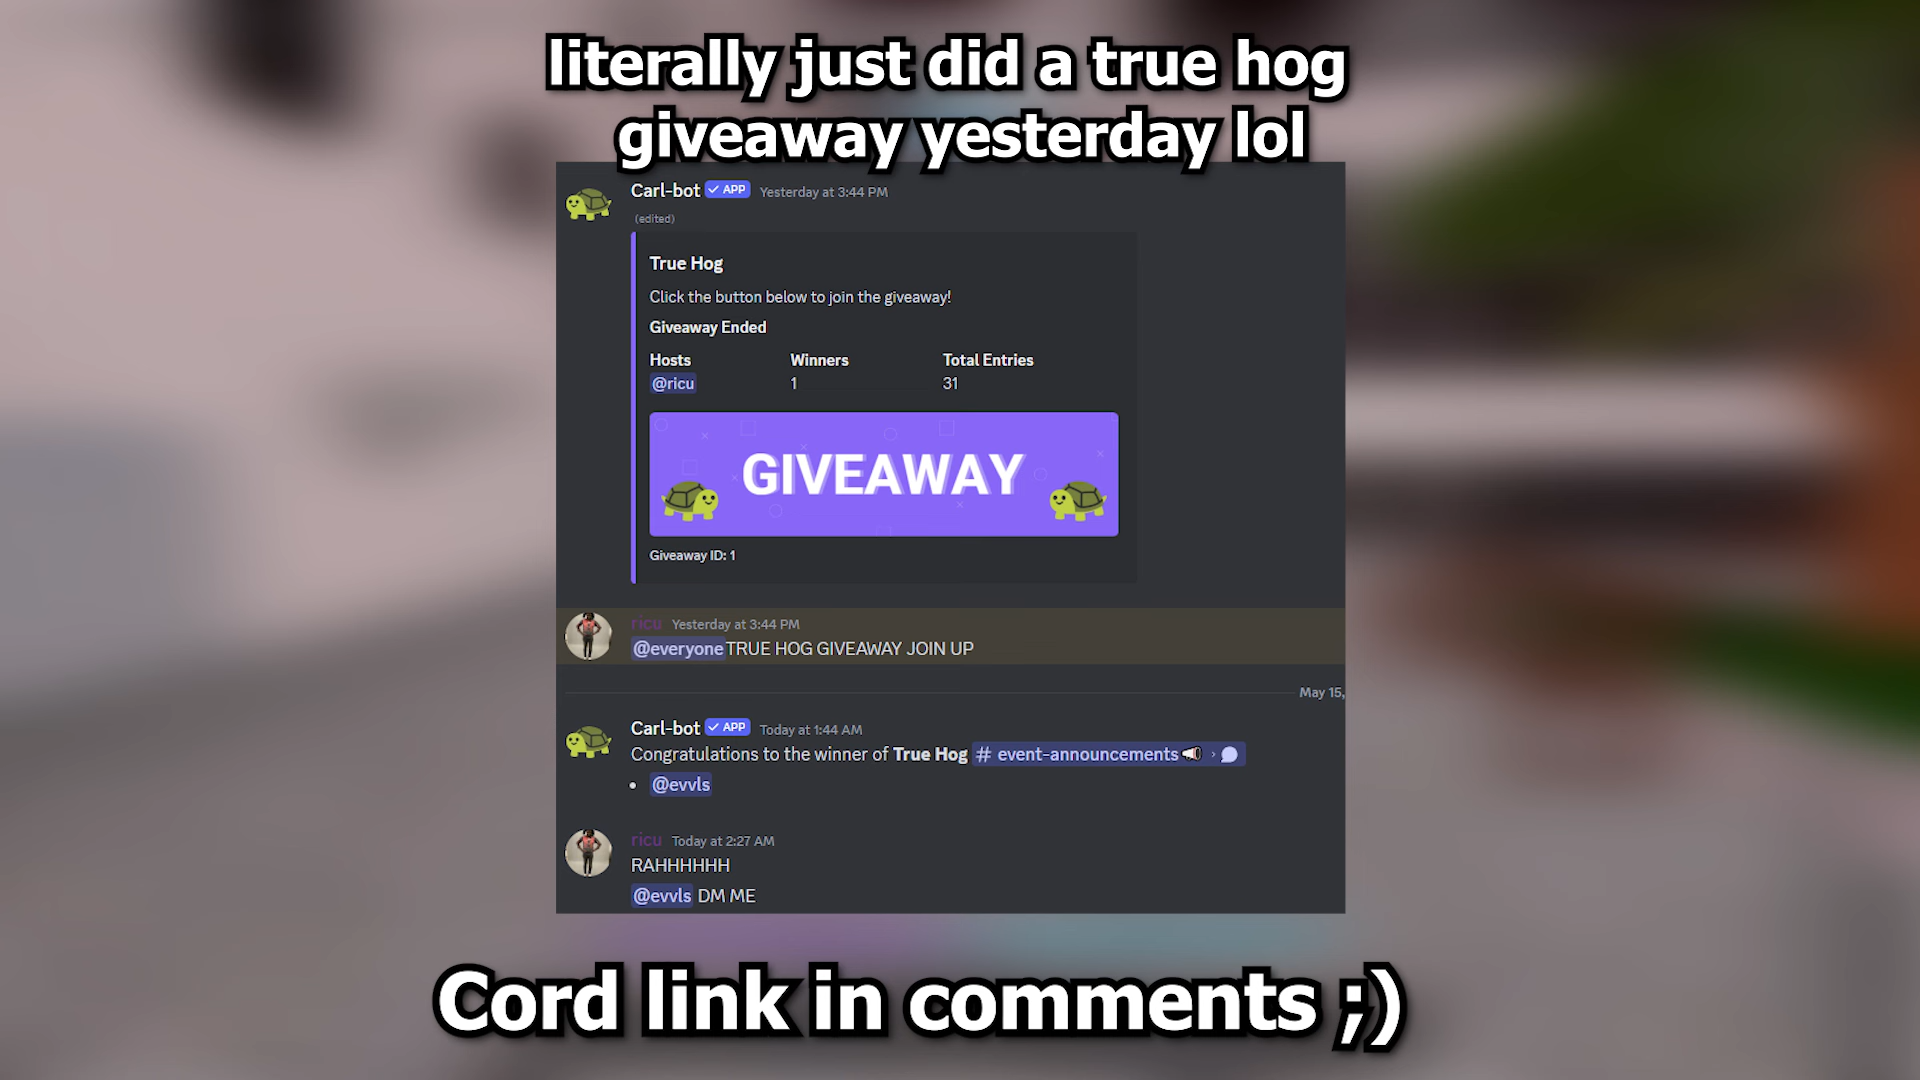 literally just did a true hog
giveaway yesterday lol
Carl-bot ✓ APP Yesterday at 3:44 PM
(edited)
True Hog
Click the button below to join the giveaway!
Giveaway Ended
Hosts Winners Total Entries
@ricu 1 31
GIVEAWAY
Giveaway ID: 1
ricu Yesterday at 3:44 PM
@everyone TRUE HOG GIVEAWAY JOIN UP
May 15,
Carl-bot ✓ APP Today at 1:44 AM
Congratulations to the winner of True Hog # event-announcements📢 ›
• @evvls
ricu Today at 2:27 AM
RAHHHHHH
@evvls DM ME
Cord link in comments ;)